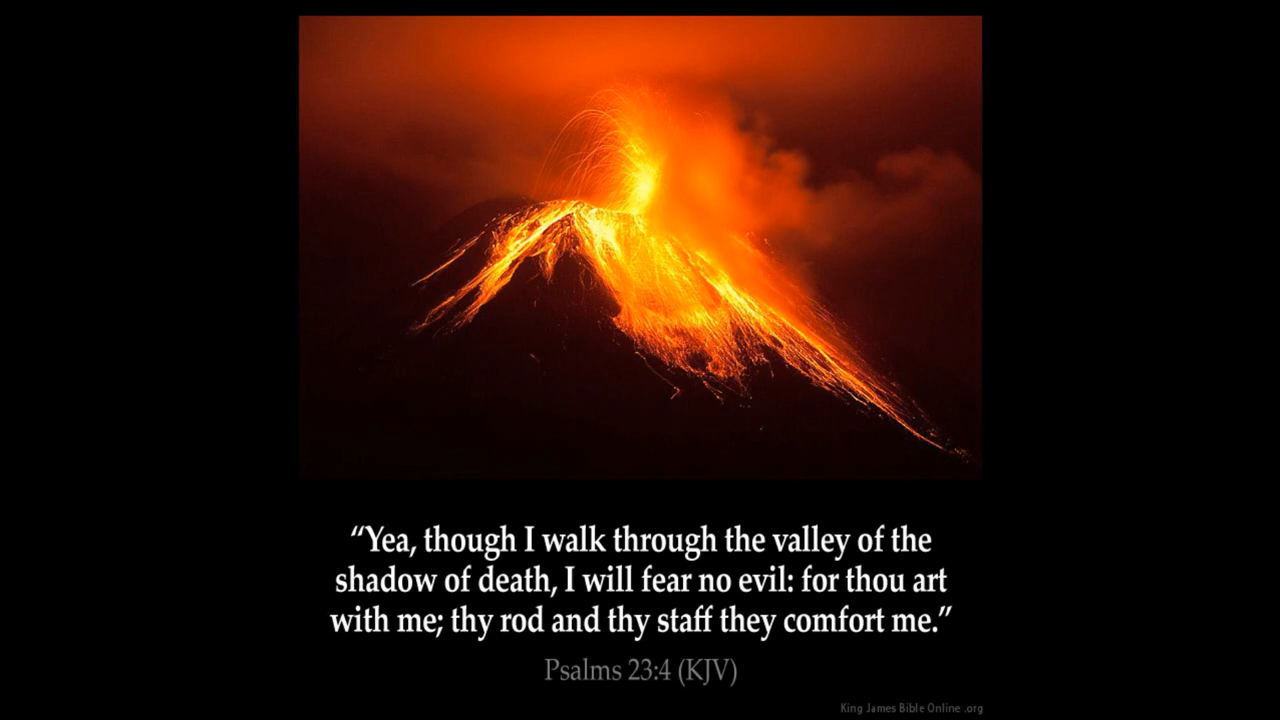 “Yea, though I walk through the valley of the
shadow of death, I will fear no evil: for thou art
with me; thy rod and thy staff they comfort me.”
Psalms 23:4 (KJV)
King James Bible Online .org